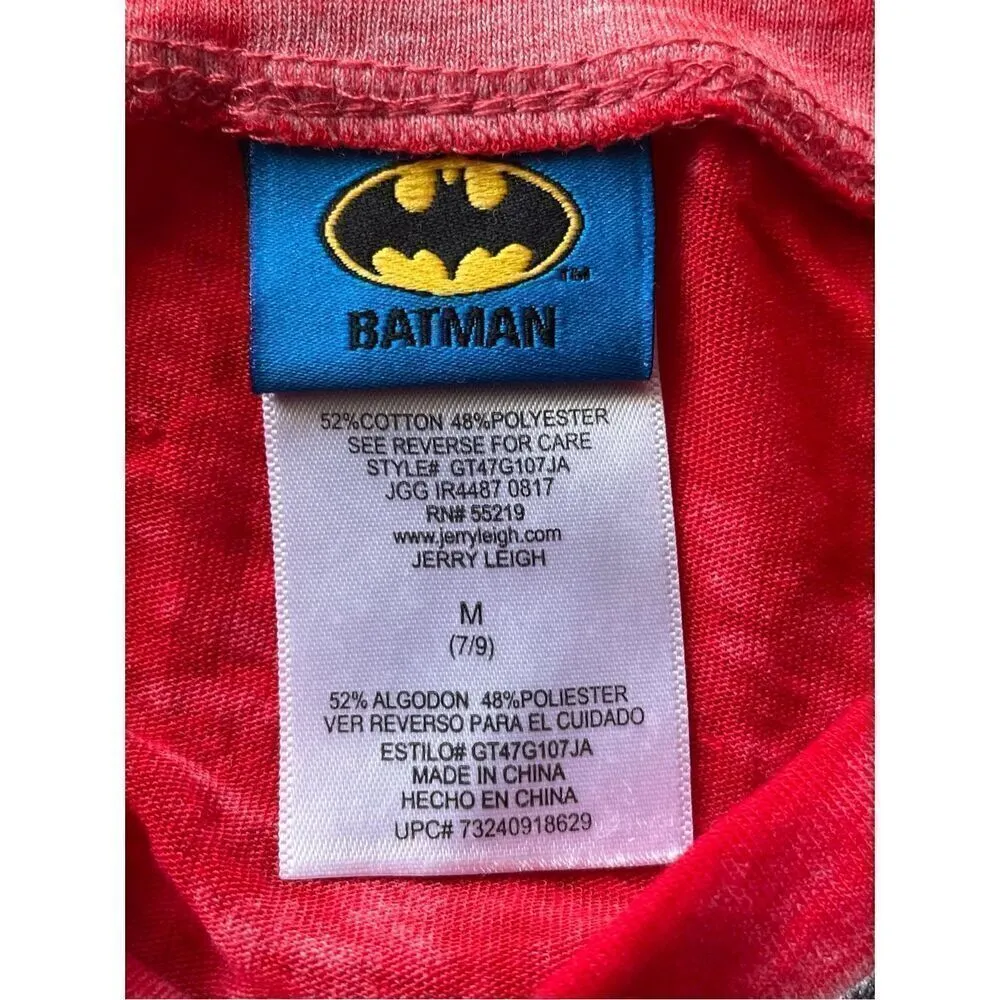 TM
BATMAN
52%COTTON 48%POLYESTER
SEE REVERSE FOR CARE
STYLE# GT47G107JA
JGG IR4487 0817
RN# 55219
www.jerryleigh.com
JERRY LEIGH
M
(7/9)
52% ALGODON 48%POLIESTER
VER REVERSO PARA EL CUIDADO
ESTILO# GT47G107JA
MADE IN CHINA
HECHO EN CHINA
UPC# 73240918629